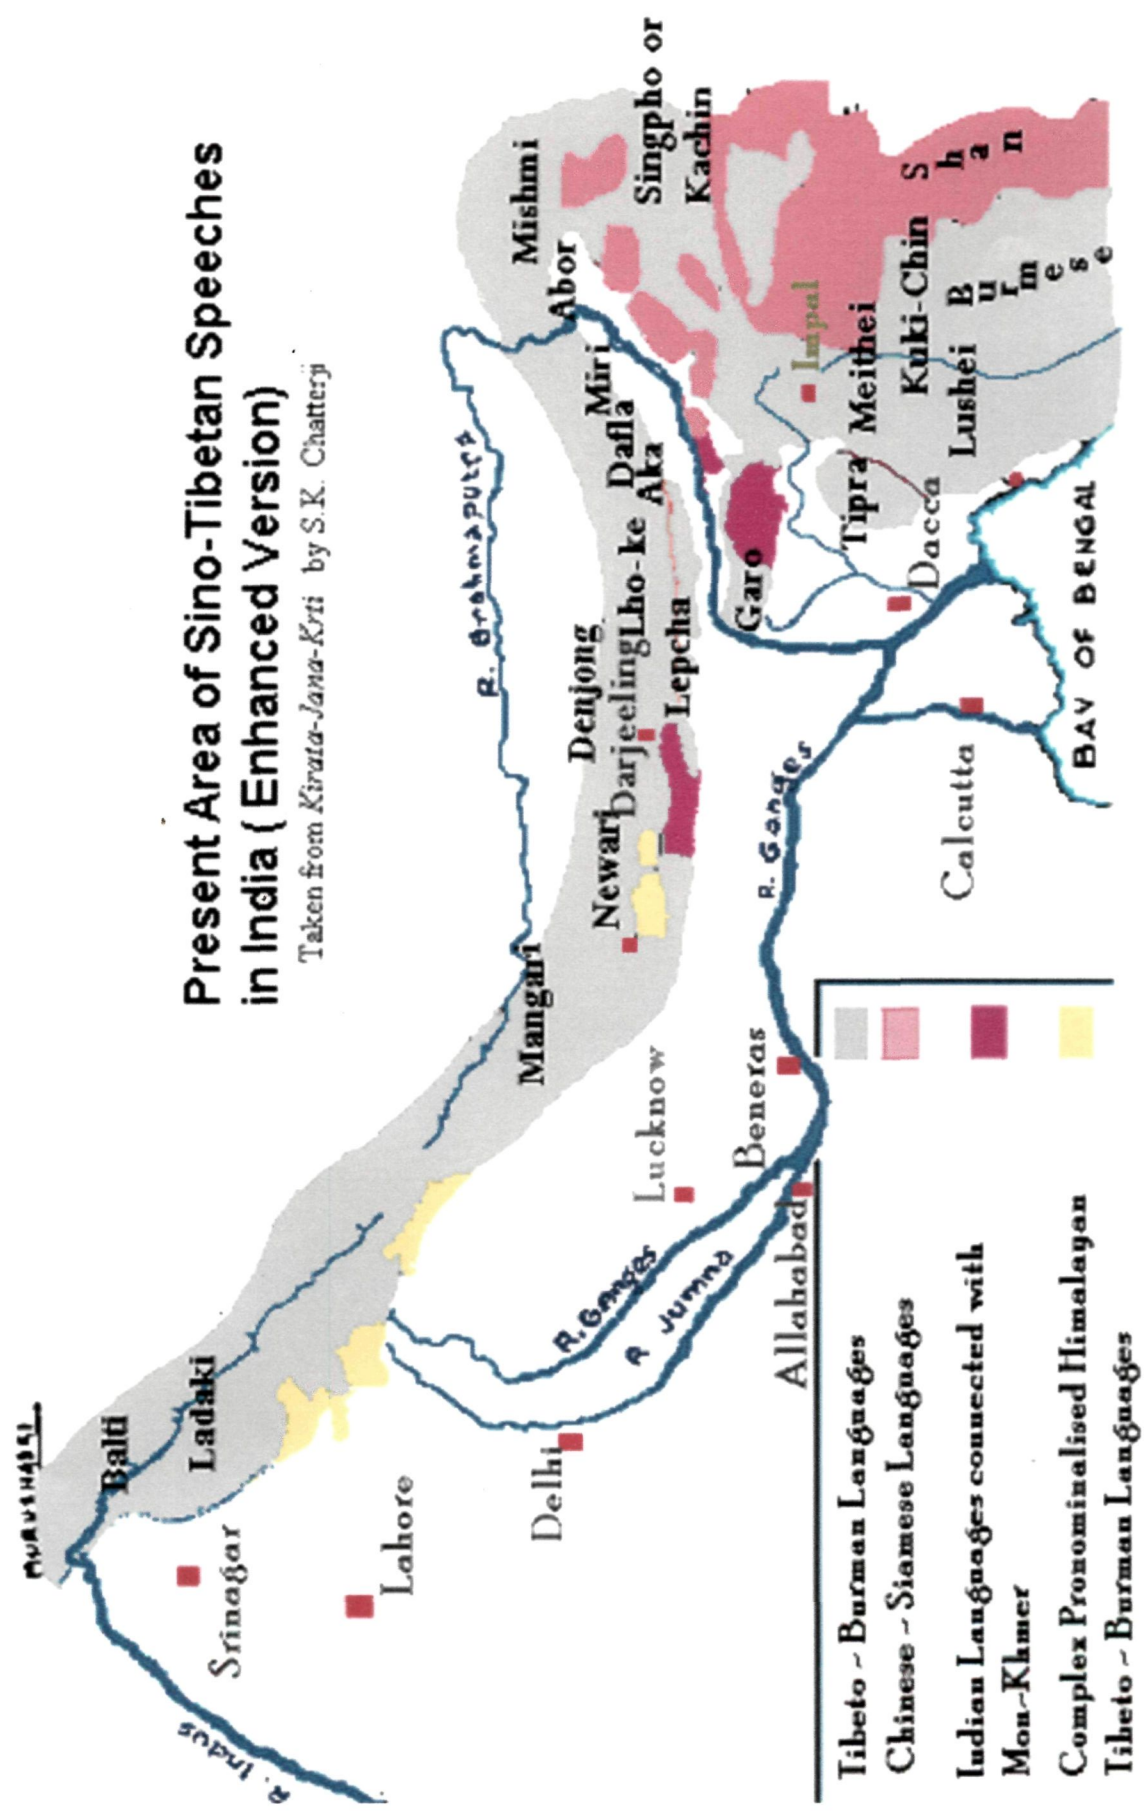 Present Area of Sino-Tibetan Speeches
in India ( Enhanced Version)
Taken from Kirata-Jana-Krti by S.K. Chatterji
Balti
Ladaki
Srinagar
Lahore
R. Indus
Delhi
R. Ganges
R Jumna
Allahabad
Lucknow
Beneras
Mangari
Newari
Darjeeling
Denjong
Lho-ke
Lepcha
R. Brahmaputra
Aka
Dafla
Miri
Abor
Mishmi
Singpho or
Kachin
Garo
Impal
Tipra
Meithei
Kuki-Chin
Lushei
Shan
Burmese
Dacca
R. Ganges
Calcutta
BAY OF BENGAL
Tibeto ~ Burman Languages
Chinese ~ Siamese Languages
Indian Languages connected with
Mon-Khmer
Complex Pronominalised Himalayan
Tibeto ~ Burman Languages